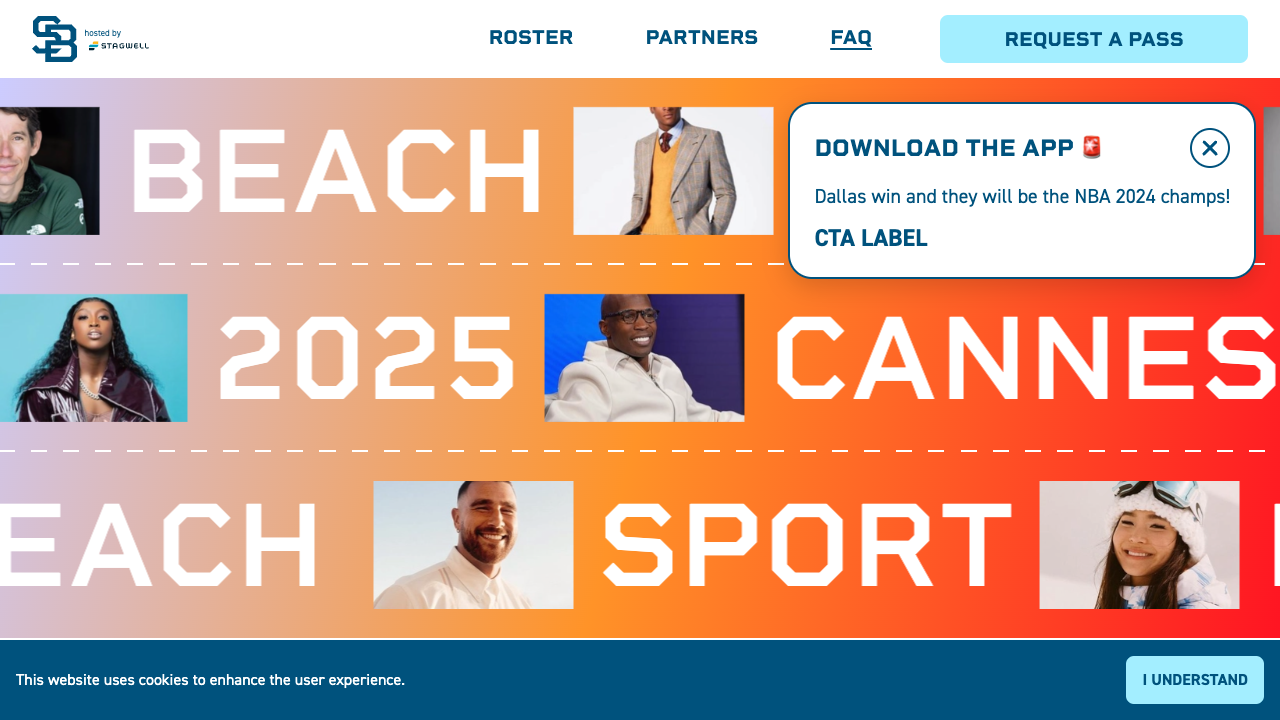 SB
hosted by
STAGWELL
ROSTER
PARTNERS
FAQ
REQUEST A PASS
DOWNLOAD THE APP 🚨
Dallas win and they will be the NBA 2024 champs!
CTA LABEL
BEACH
2025
CANNES
EACH
SPORT
This website uses cookies to enhance the user experience.
I UNDERSTAND